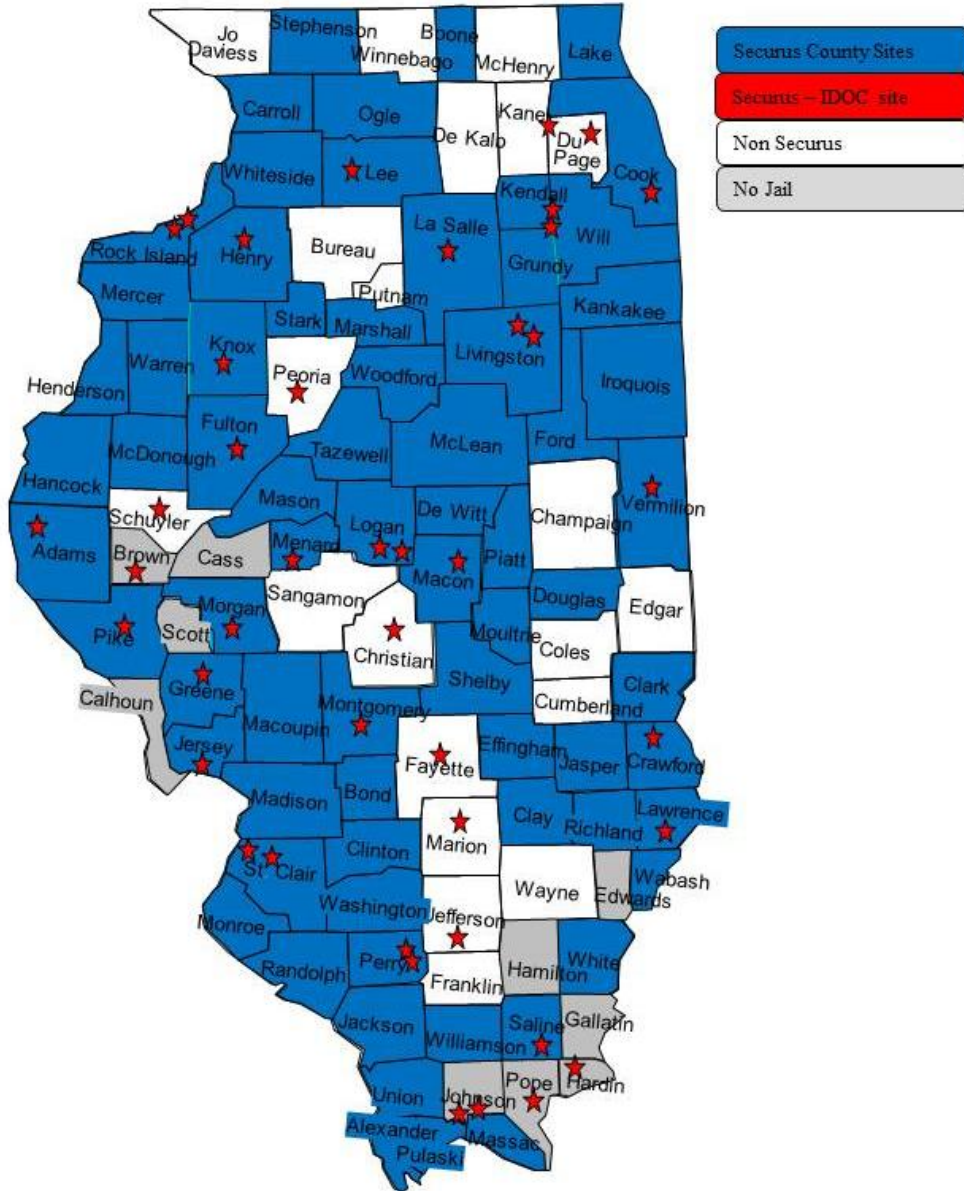 Jo
Daviess
Stephenson
Winnebago
Boone
McHenry
Lake
Securus County Sites
Securus – IDOC site
Non Securus
No Jail
Carroll
Ogle
De Kalb
Kane
Du
Page
Cook
Whiteside
Lee
Kendall
Will
Rock Island
Henry
Bureau
La Salle
Grundy
Putnam
Kankakee
Mercer
Stark
Marshall
Knox
Peoria
Woodford
Livingston
Iroquois
Henderson
Warren
Fulton
Tazewell
McLean
Ford
Hancock
McDonough
Mason
Logan
De Witt
Champaign
Vermilion
Schuyler
Adams
Brown
Cass
Menard
Macon
Piatt
Sangamon
Douglas
Edgar
Pike
Scott
Morgan
Christian
Moultrie
Coles
Shelby
Clark
Calhoun
Greene
Macoupin
Montgomery
Cumberland
Jersey
Fayette
Effingham
Jasper
Crawford
Madison
Bond
Clay
Richland
Lawrence
Marion
St Clair
Clinton
Wayne
Edwards
Wabash
Monroe
Washington
Jefferson
Randolph
Perry
Hamilton
White
Franklin
Jackson
Williamson
Saline
Gallatin
Union
Johnson
Pope
Hardin
Alexander
Pulaski
Massac